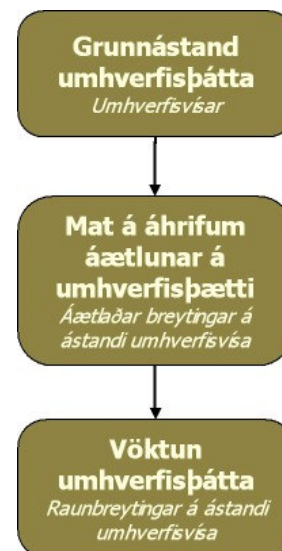 Grunnástand
umhverfisþátta
Umhverfisvísar
Mat á áhrifum
áætlunar á
umhverfisþætti
Áætlaðar breytingar á
ástandi umhverfisvísa
Vöktun
umhverfisþátta
Raunbreytingar á ástandi
umhverfisvísa